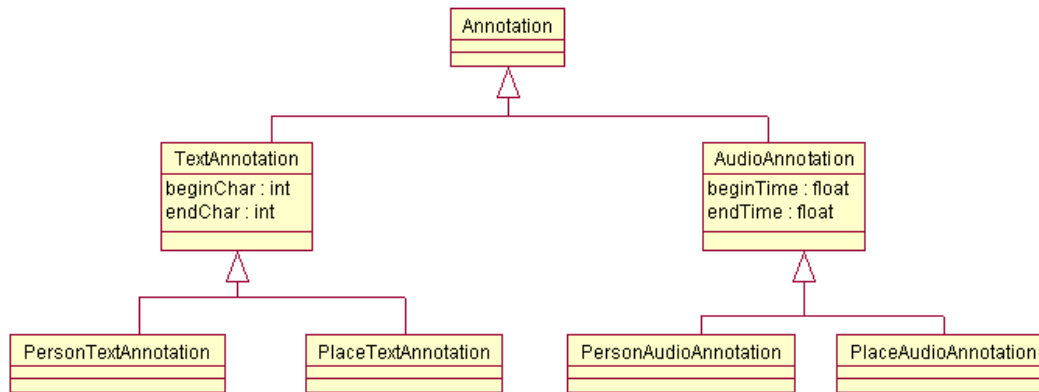 Annotation
TextAnnotation
beginChar : int
endChar : int
AudioAnnotation
beginTime : float
endTime : float
PersonTextAnnotation
PlaceTextAnnotation
PersonAudioAnnotation
PlaceAudioAnnotation